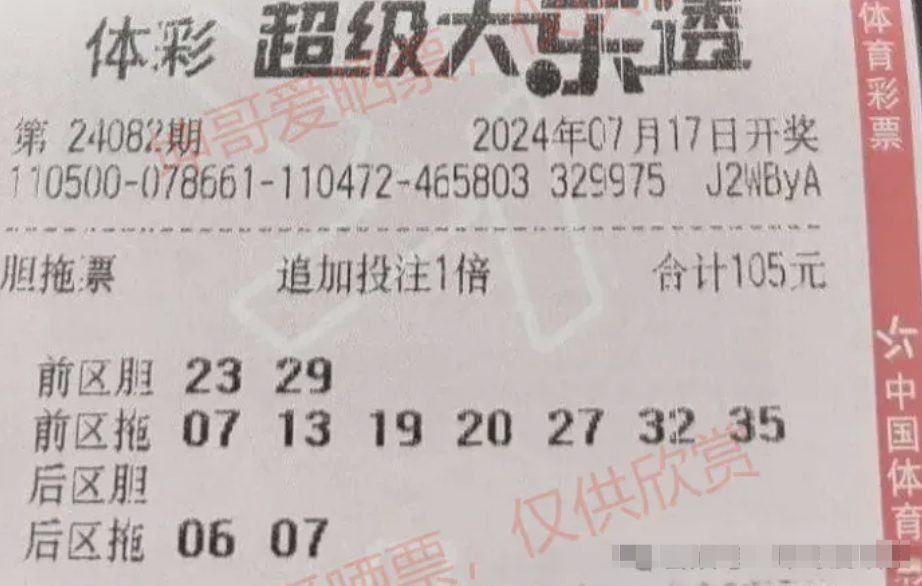 体彩 超级大乐透
第 24082期 2024年07月17日开奖
110500-078661-110472-465803 329975 J2WByA
胆拖票 追加投注1倍 合计105元
前区胆 23 29
前区拖 07 13 19 20 27 32 35
后区胆
后区拖 06 07
体育彩票
中国体育
哥爱晒票，仅供
爱晒票，仅供欣赏